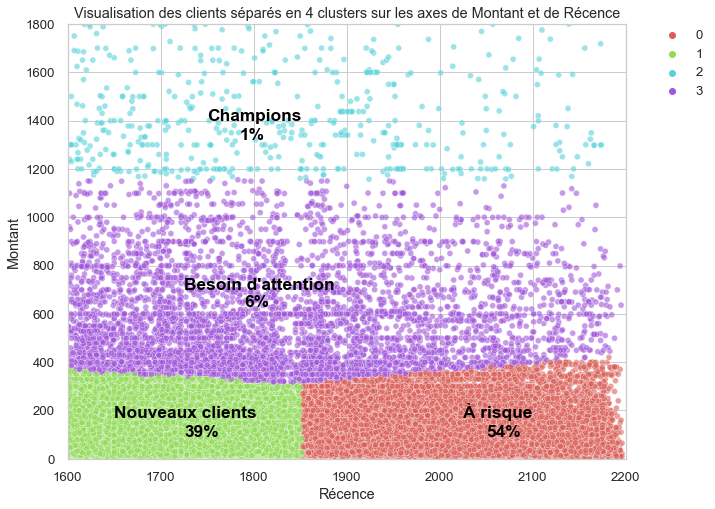 Visualisation des clients séparés en 4 clusters sur les axes de Montant et de Récence
0
1
2
3
1800
1600
1400
1200
1000
800
600
400
200
0
Montant
Champions
1%
Besoin d'attention
6%
Nouveaux clients
39%
À risque
54%
1600 1700 1800 1900 2000 2100 2200
Récence